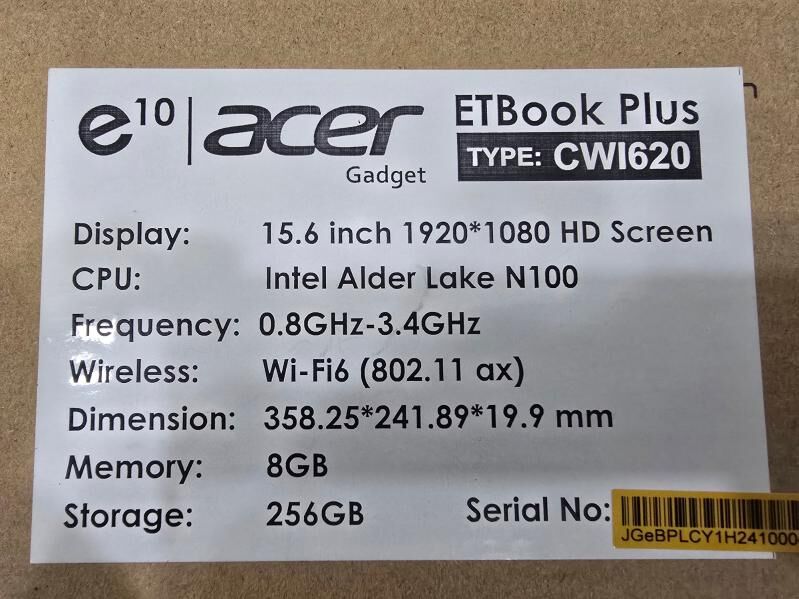 e10 | acer
Gadget
ETBook Plus
TYPE: CWI620
Display: 15.6 inch 1920*1080 HD Screen
CPU: Intel Alder Lake N100
Frequency: 0.8GHz-3.4GHz
Wireless: Wi-Fi6 (802.11 ax)
Dimension: 358.25*241.89*19.9 mm
Memory: 8GB
Storage: 256GB
Serial No:
JGeBPLCY1H241000